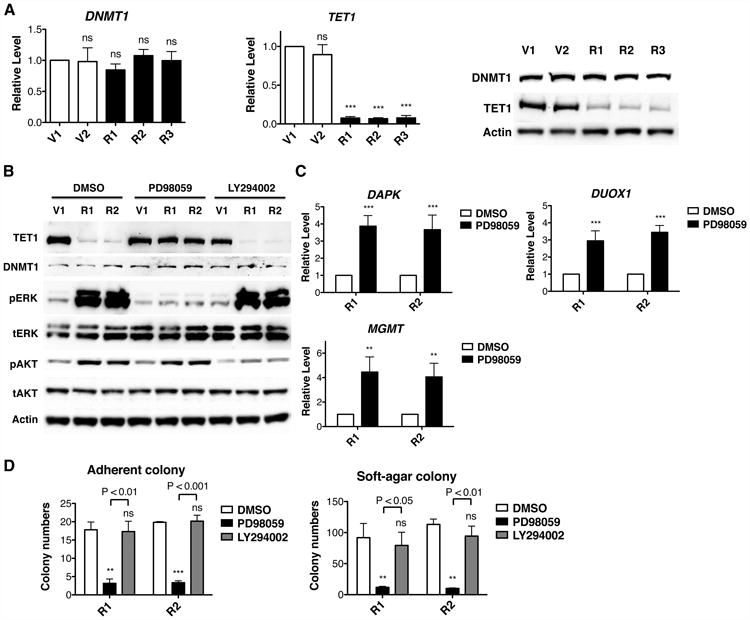 A
DNMT1
Relative Level
1.5
1.0
0.5
0.0
ns
ns
ns
ns
V1
V2
R1
R2
R3
TET1
Relative Level
1.5
1.0
0.5
0.0
ns
***
***
***
V1
V2
R1
R2
R3
V1 V2 R1 R2 R3
DNMT1
TET1
Actin
B
DMSO PD98059 LY294002
V1 R1 R2 V1 R1 R2 V1 R1 R2
TET1
DNMT1
pERK
tERK
pAKT
tAKT
Actin
C
DAPK
Relative Level
6
4
2
0
***
***
R1
R2
DMSO
PD98059
DUOX1
Relative Level
5
4
3
2
1
0
***
***
R1
R2
DMSO
PD98059
MGMT
Relative Level
6
4
2
0
**
**
R1
R2
DMSO
PD98059
D
Adherent colony
Colony numbers
25
20
15
10
5
0
P < 0.01
P < 0.001
ns
ns
**
***
R1
R2
DMSO
PD98059
LY294002
Soft-agar colony
Colony numbers
150
100
50
0
P < 0.05
P < 0.01
ns
ns
**
**
R1
R2
DMSO
PD98059
LY294002